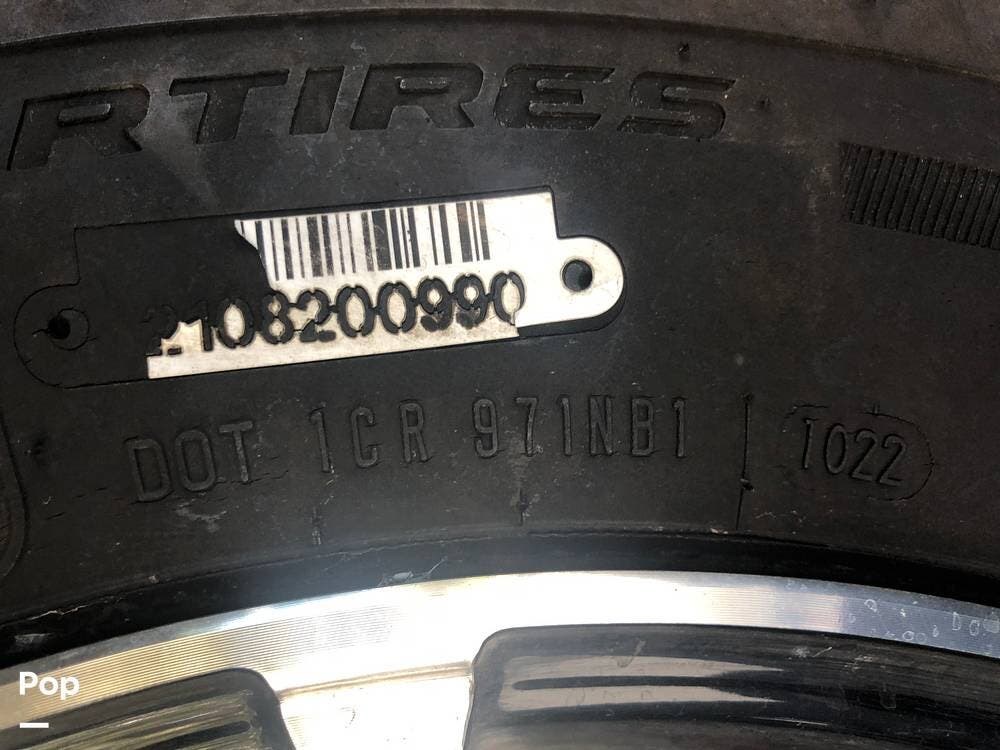 RTIRES
2108200990
DOT 1CR 971NB1 1022
Pop